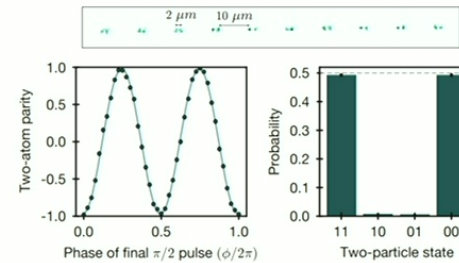 2 μm 10 μm
1.0
0.5
0.0
-0.5
-1.0
Two-atom parity
0.0 0.5 1.0
Phase of final π/2 pulse (ϕ/2π)
0.5
0.4
0.3
0.2
0.1
0.0
Probability
11 10 01 00
Two-particle state